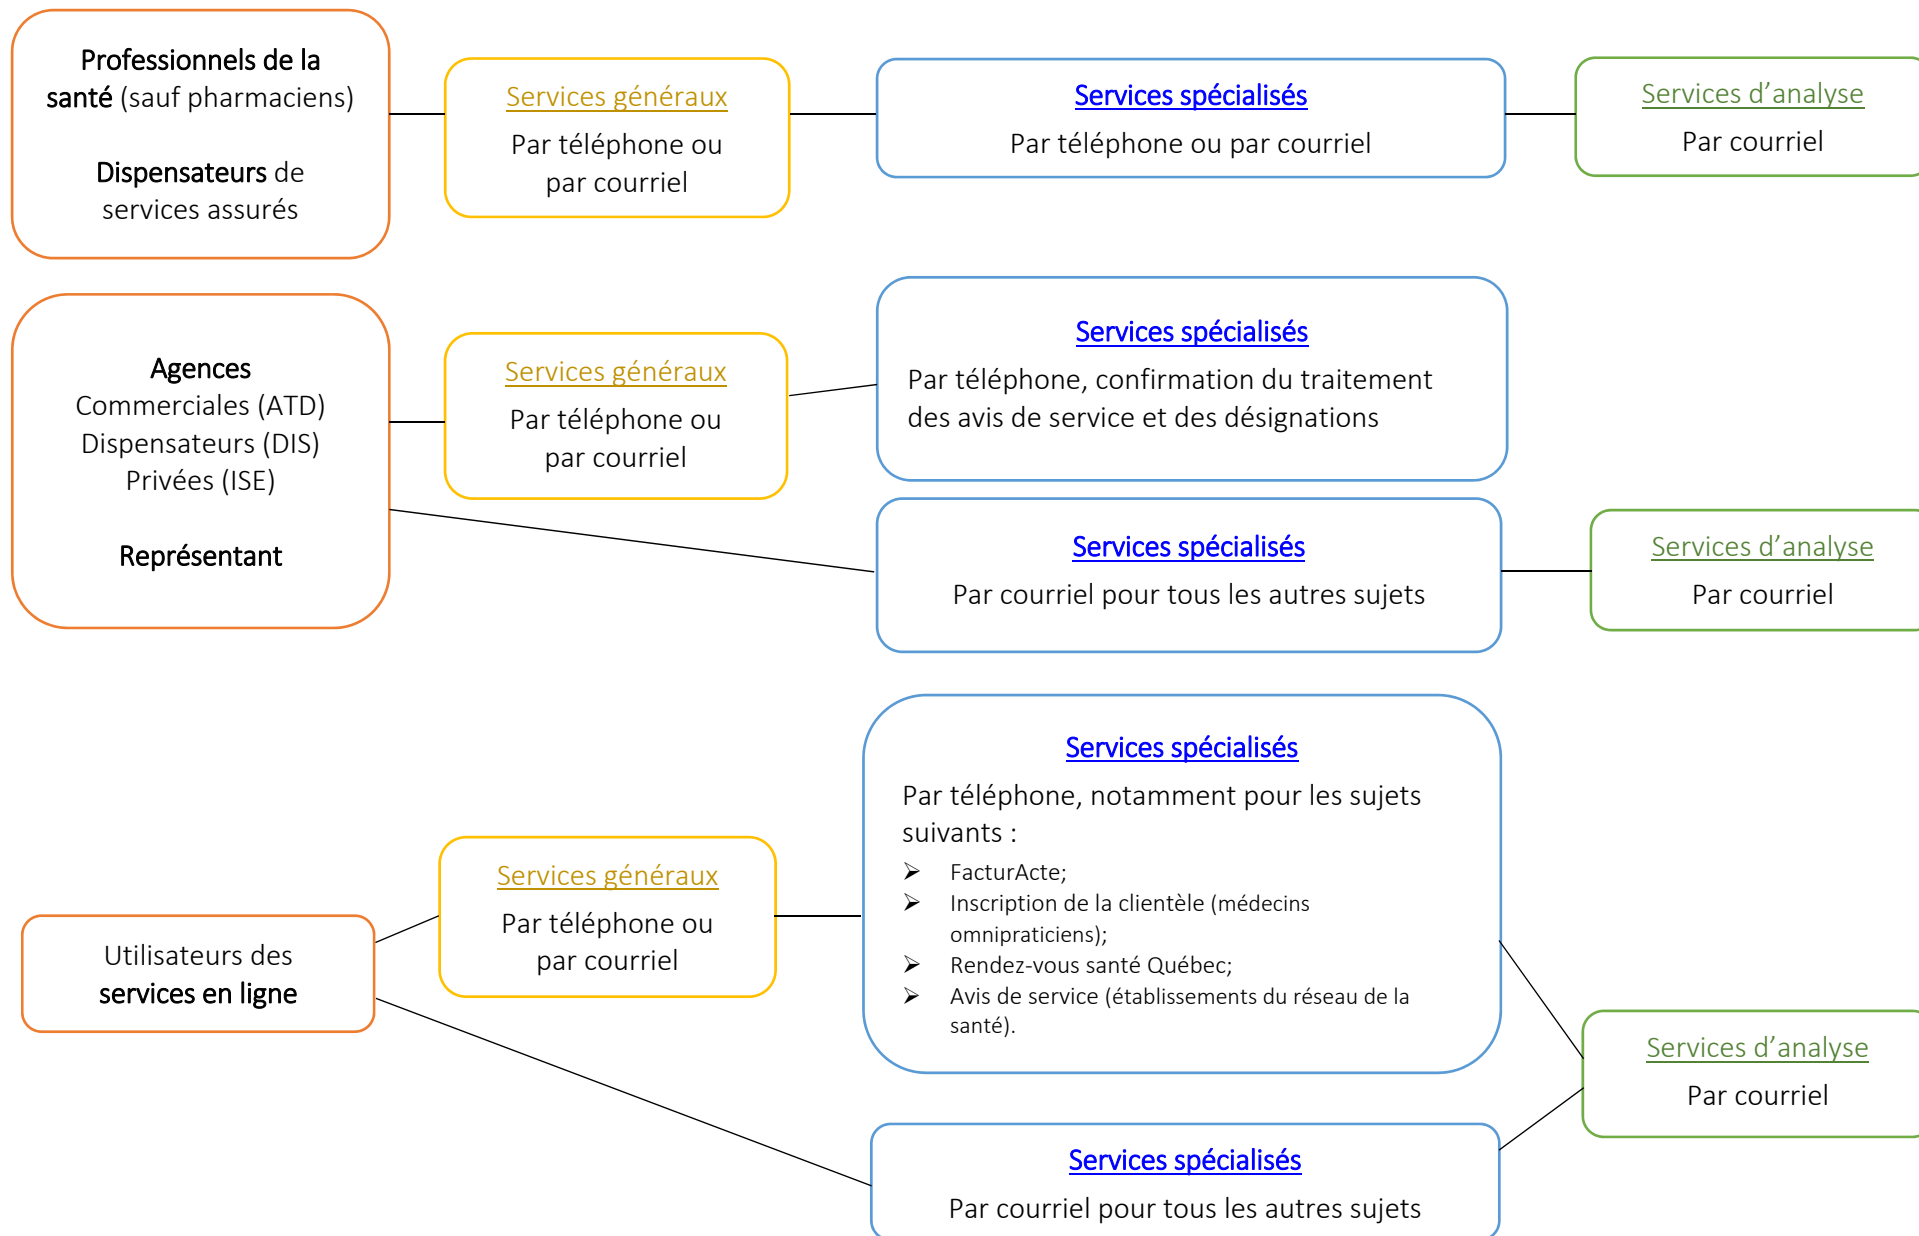 Professionnels de la
santé (sauf pharmaciens)
Dispensateurs de
services assurés
Services généraux
Par téléphone ou
par courriel
Services spécialisés
Par téléphone ou par courriel
Services d’analyse
Par courriel
Agences
Commerciales (ATD)
Dispensateurs (DIS)
Privées (ISE)
Représentant
Services généraux
Par téléphone ou
par courriel
Services spécialisés
Par téléphone, confirmation du traitement
des avis de service et des désignations
Services spécialisés
Par courriel pour tous les autres sujets
Services d’analyse
Par courriel
Utilisateurs des
services en ligne
Services généraux
Par téléphone ou
par courriel
Services spécialisés
Par téléphone, notamment pour les sujets
suivants :
➢ FacturActe;
➢ Inscription de la clientèle (médecins
omnipraticiens);
➢ Rendez-vous santé Québec;
➢ Avis de service (établissements du réseau de la
santé).
Services spécialisés
Par courriel pour tous les autres sujets
Services d’analyse
Par courriel